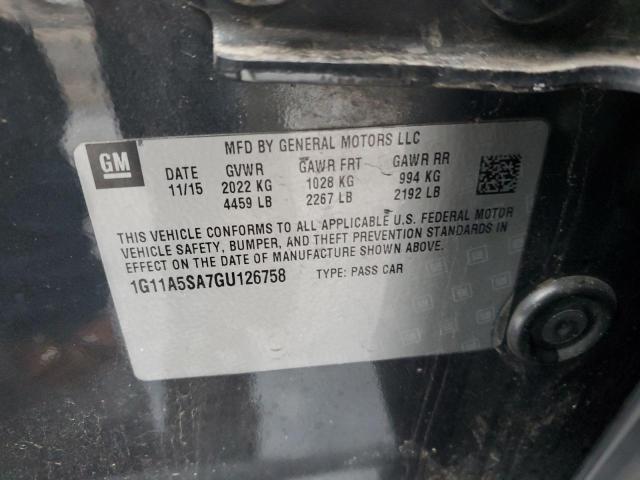 GM
MFD BY GENERAL MOTORS LLC
DATE GVWR GAWR FRT GAWR RR
11/15 2022 KG 1028 KG 994 KG
4459 LB 2267 LB 2192 LB
THIS VEHICLE CONFORMS TO ALL APPLICABLE U.S. FEDERAL MOTOR
VEHICLE SAFETY, BUMPER, AND THEFT PREVENTION STANDARDS IN
EFFECT ON THE DATE OF MANUFACTURE SHOWN ABOVE.
1G11A5SA7GU126758 TYPE: PASS CAR